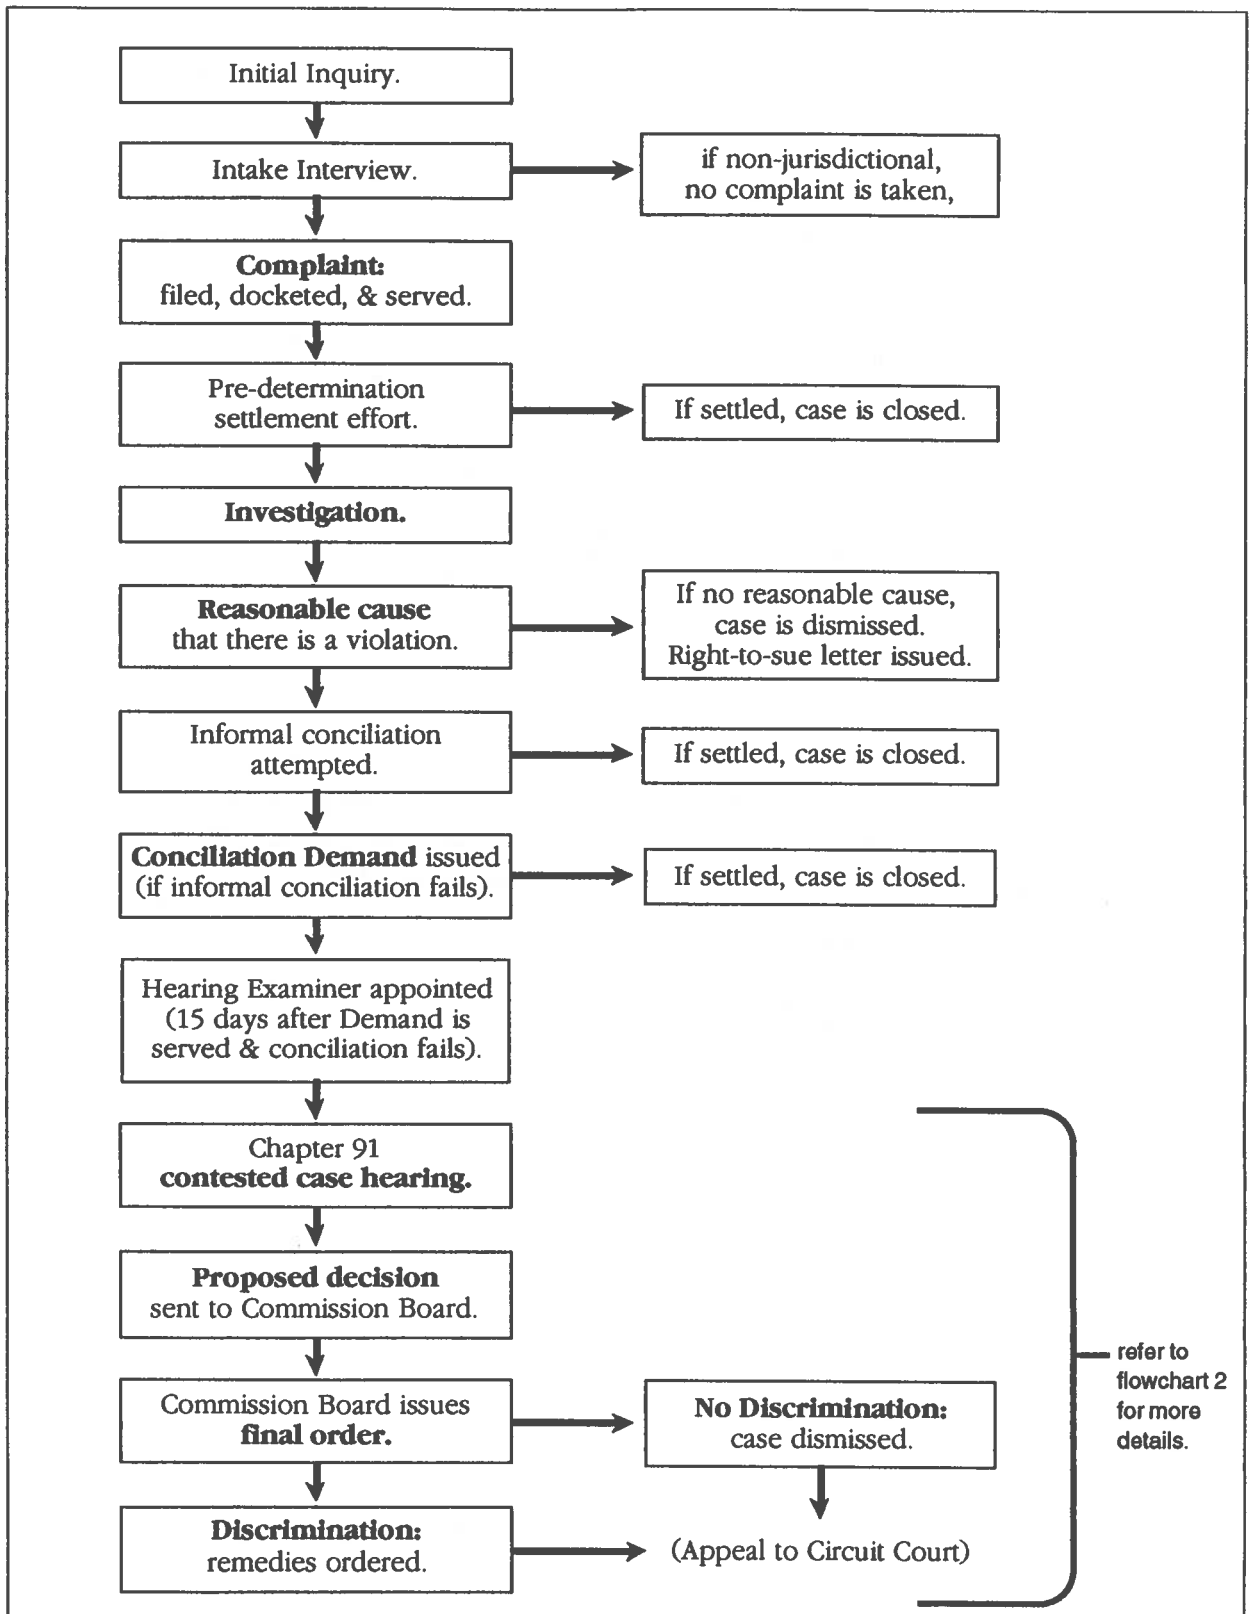 Initial Inquiry.
Intake Interview.
if non-jurisdictional,
no complaint is taken,
Complaint:
filed, docketed, & served.
Pre-determination
settlement effort.
If settled, case is closed.
Investigation.
Reasonable cause
that there is a violation.
If no reasonable cause,
case is dismissed.
Right-to-sue letter issued.
Informal conciliation
attempted.
If settled, case is closed.
Conciliation Demand issued
(if informal conciliation fails).
If settled, case is closed.
Hearing Examiner appointed
(15 days after Demand is
served & conciliation fails).
Chapter 91
contested case hearing.
Proposed decision
sent to Commission Board.
refer to
flowchart 2
for more
details.
Commission Board issues
final order.
No Discrimination:
case dismissed.
Discrimination:
remedies ordered.
(Appeal to Circuit Court)